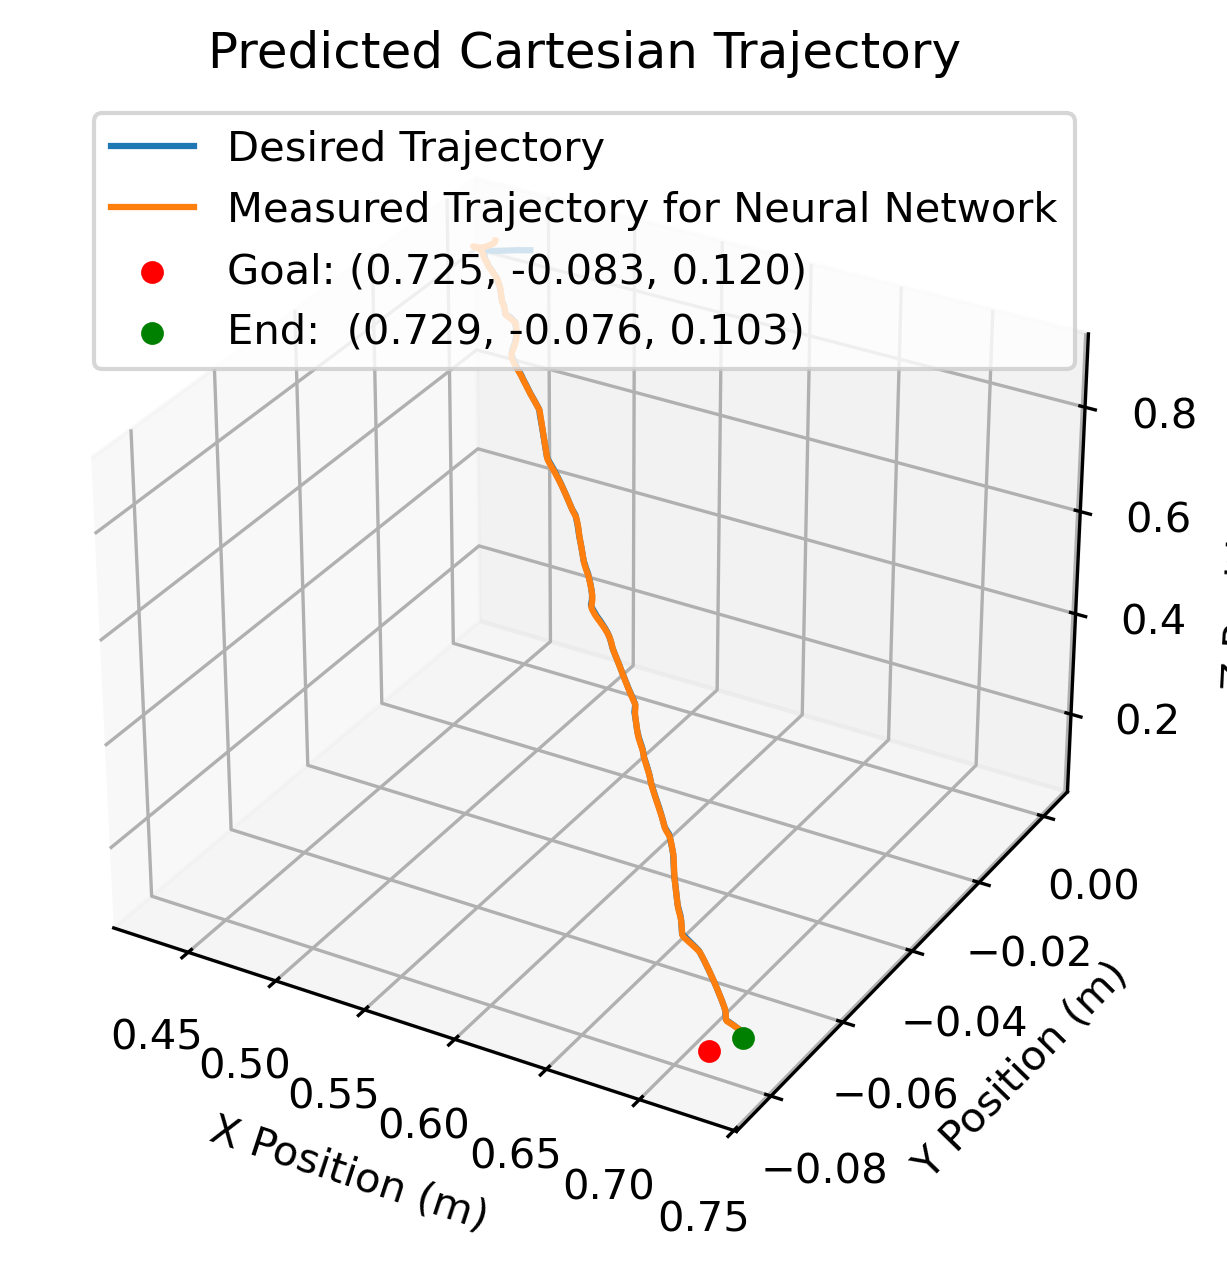 Predicted Cartesian Trajectory
Desired Trajectory
Measured Trajectory for Neural Network
Goal: (0.725, -0.083, 0.120)
End:  (0.729, -0.076, 0.103)
0.8
0.6
0.4
0.2
0.00
−0.02
−0.04
−0.06
−0.08
Y Position (m)
0.45
0.50
0.55
0.60
0.65
0.70
0.75
X Position (m)